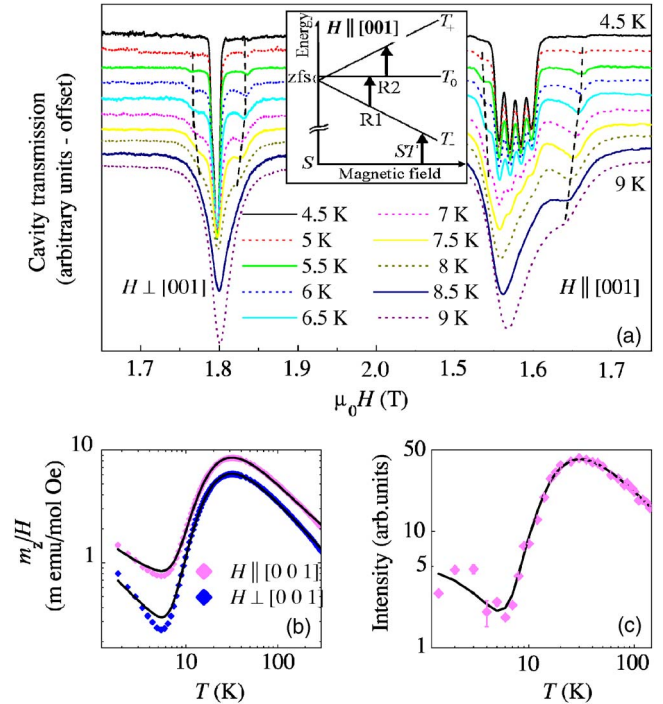 4.5 K
Energy
H || [001]
T+
zfs
T0
R2
R1
T−
ST
S
Magnetic field
Cavity transmission
(arbitrary units - offset)
9 K
4.5 K
7 K
5 K
7.5 K
5.5 K
8 K
6 K
8.5 K
6.5 K
9 K
H ⊥ [001]
H || [001]
(a)
1.7 1.8 1.9 2.0 1.5 1.6 1.7
μ0H (T)
10
1
mz/H
(m emu/mol Oe)
H || [0 0 1]
H ⊥ [0 0 1]
(b)
10 100
T (K)
50
10
5
1
Intensity (arb.units)
(c)
10 100
T (K)